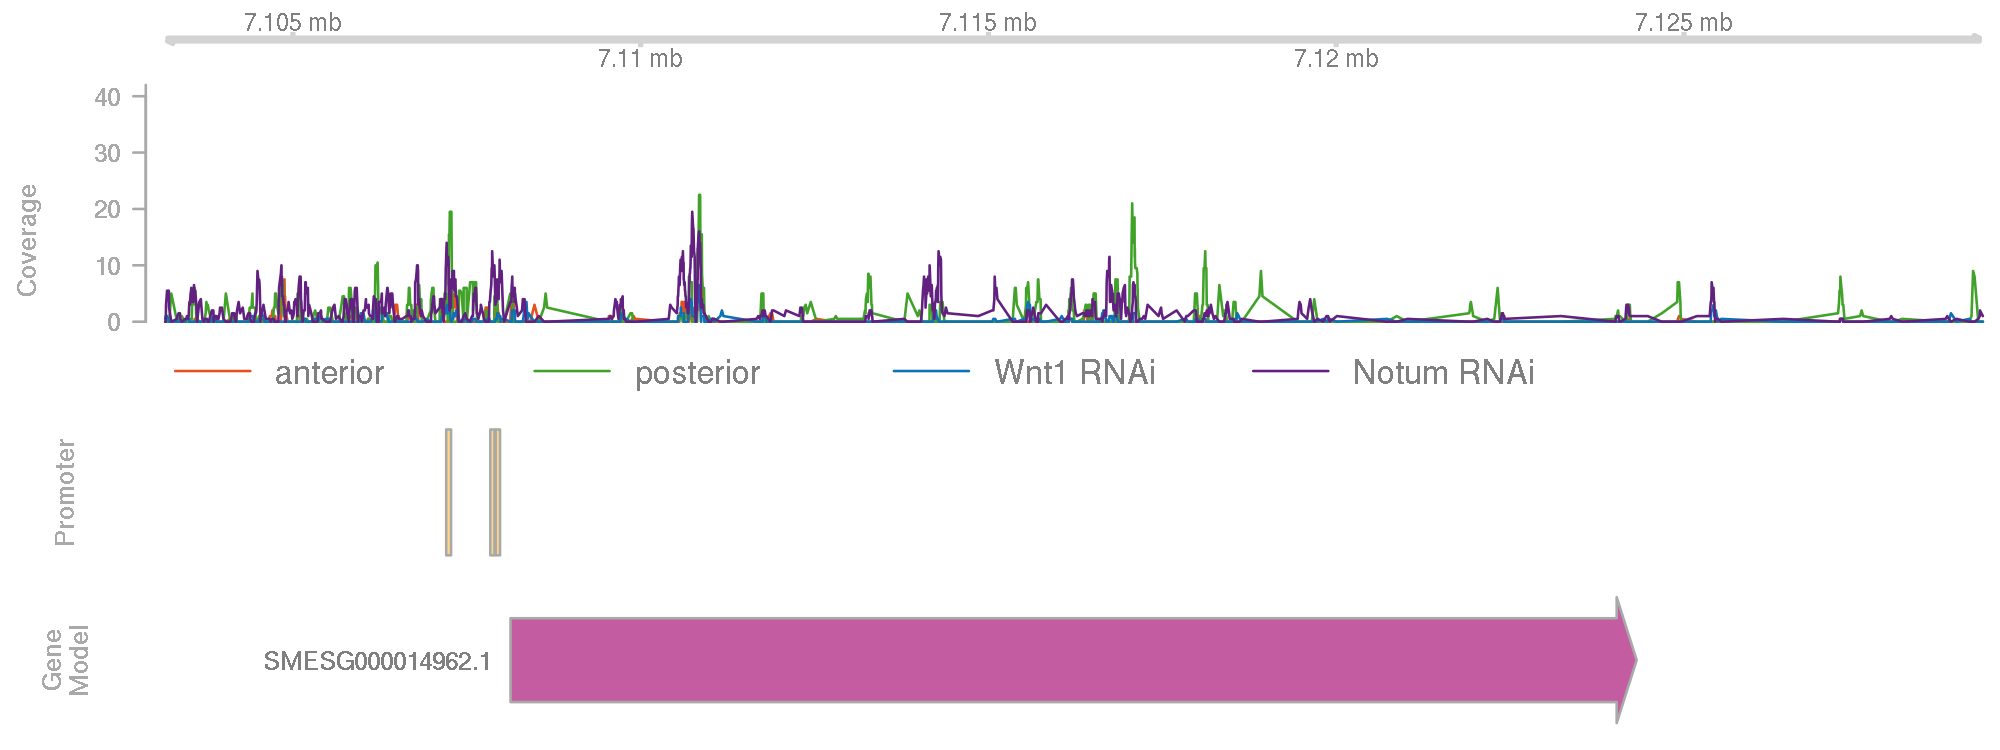 7.105 mb 7.115 mb 7.125 mb
7.11 mb 7.12 mb
Coverage
40
30
20
10
0
anterior posterior Wnt1 RNAi Notum RNAi
Promoter
Gene
Model
SMESG000014962.1